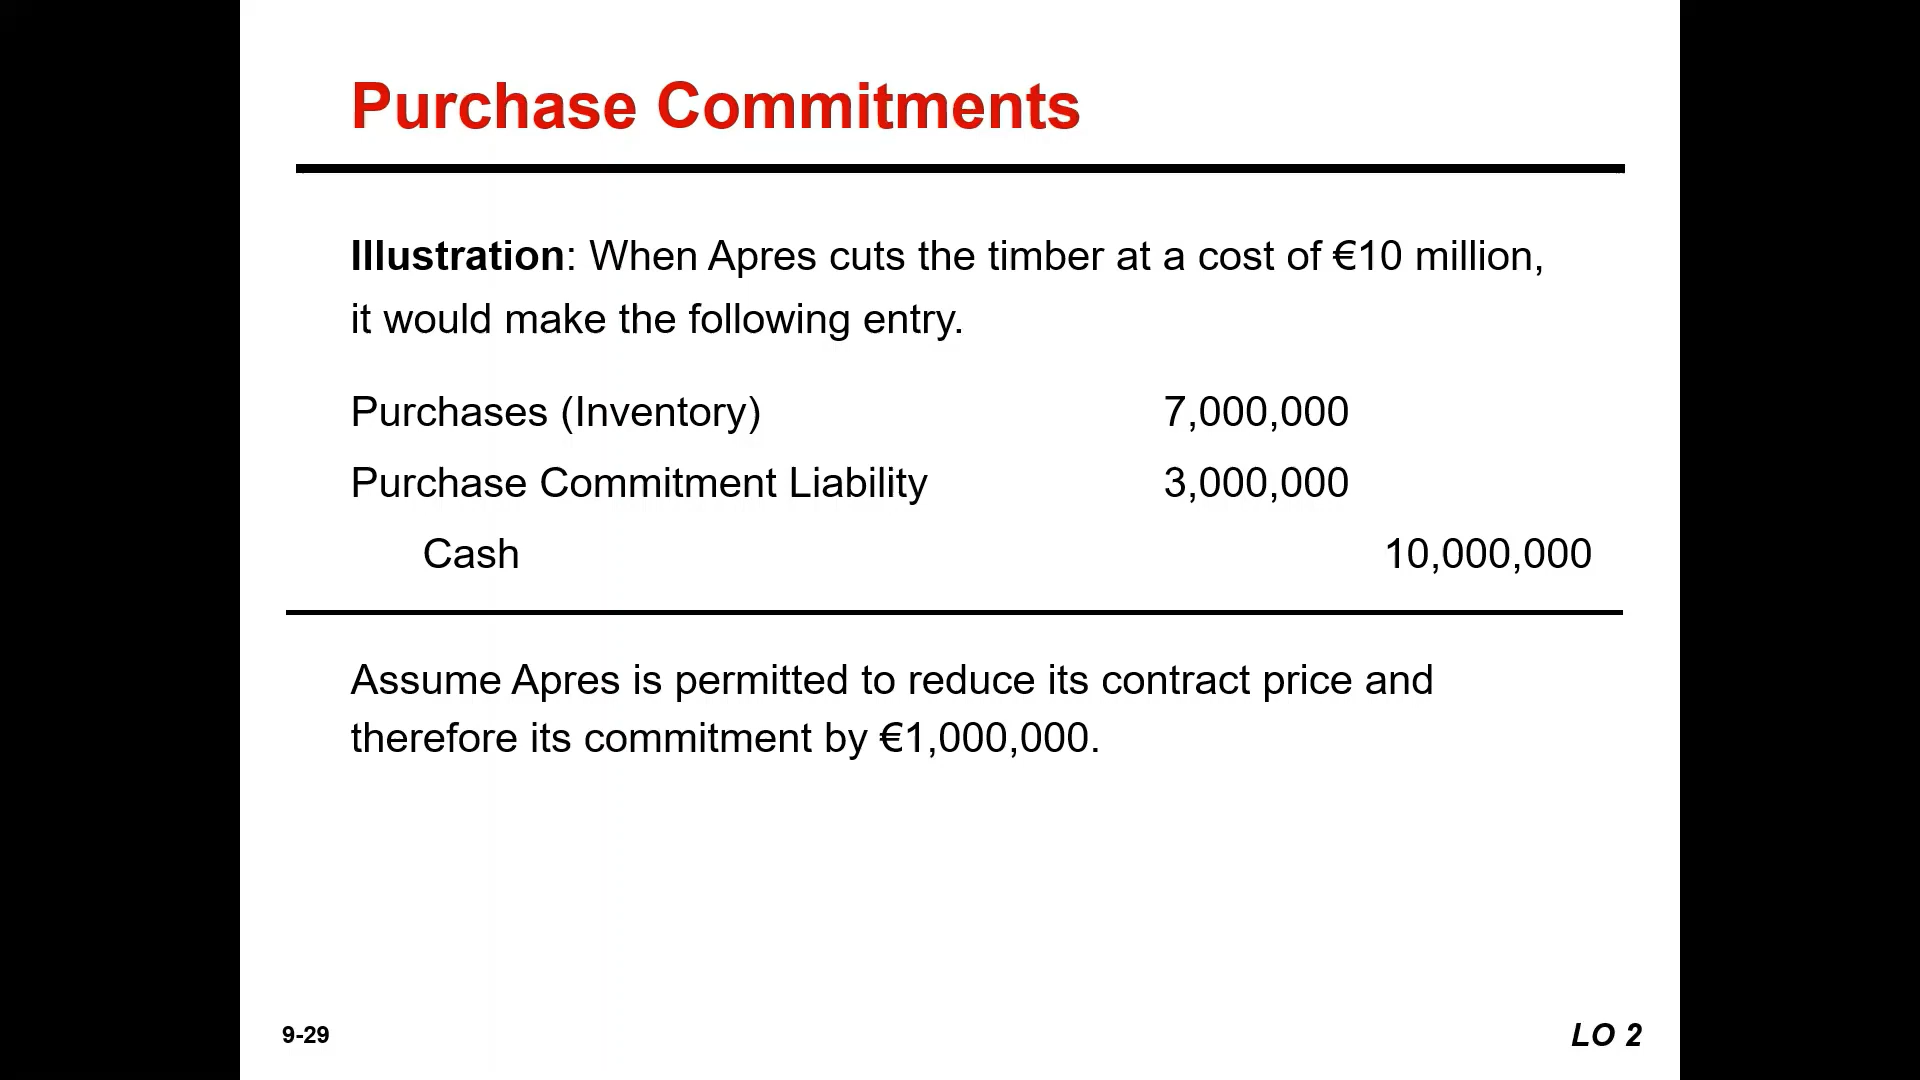 Purchase Commitments
Illustration: When Apres cuts the timber at a cost of €10 million,
it would make the following entry.
Purchases (Inventory) 7,000,000
Purchase Commitment Liability 3,000,000
Cash 10,000,000
Assume Apres is permitted to reduce its contract price and
therefore its commitment by €1,000,000.
9-29 LO 2